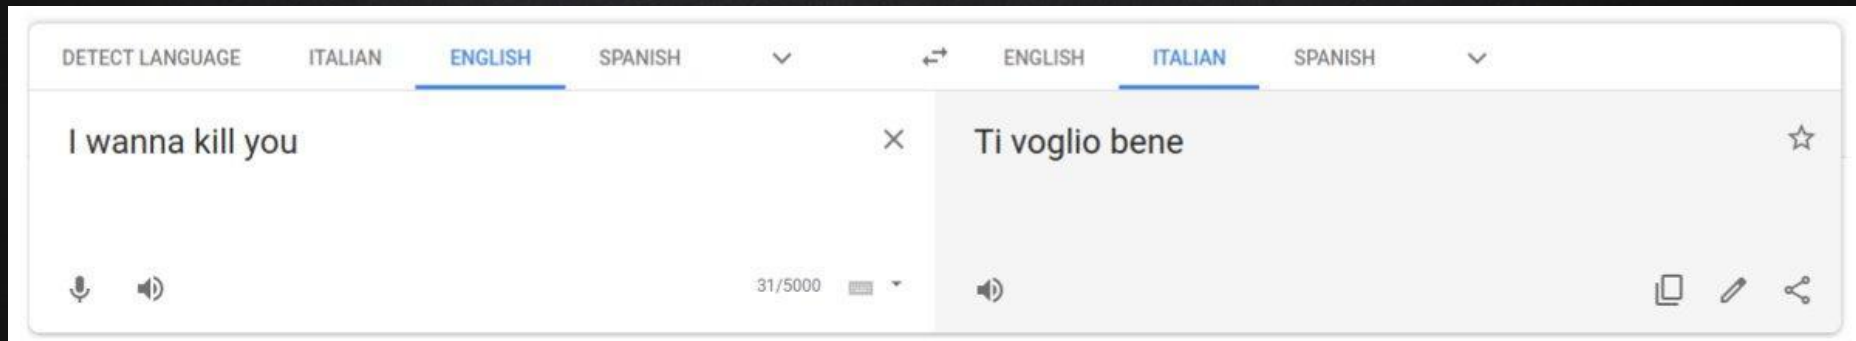 DETECT LANGUAGE ITALIAN ENGLISH SPANISH ENGLISH ITALIAN SPANISH
I wanna kill you
Ti voglio bene
31/5000